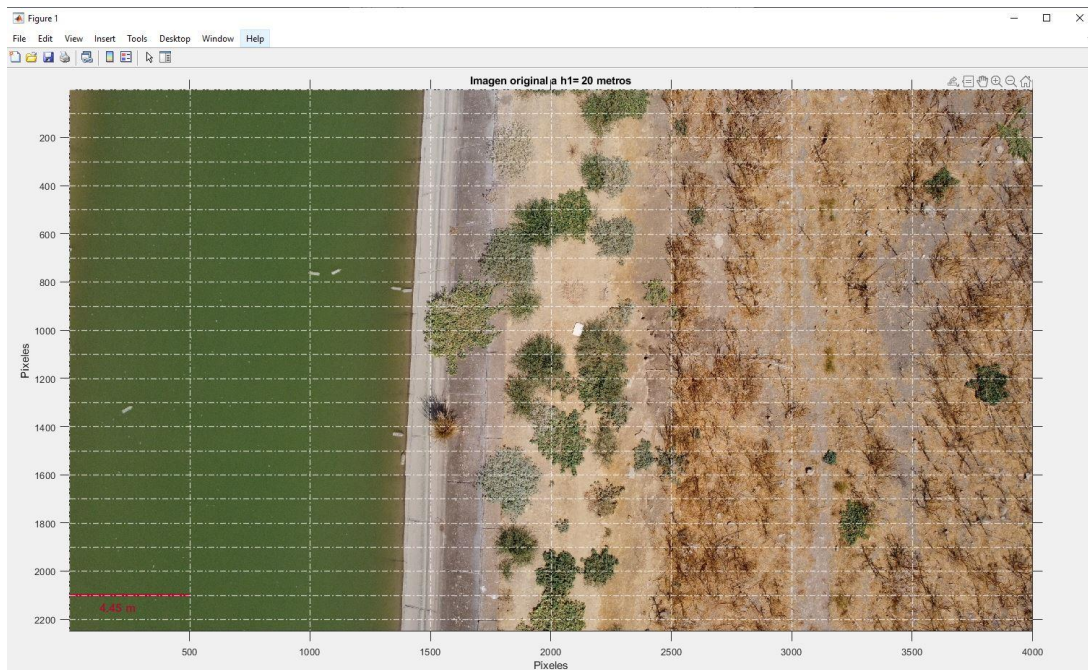 Figure 1
File Edit View Insert Tools Desktop Window Help
Imagen original a h1= 20 metros
200
400
600
800
1000
1200
1400
1600
1800
2000
2200
Pixeles
4.45 m
500 1000 1500 2000 2500 3000 3500 4000
Pixeles